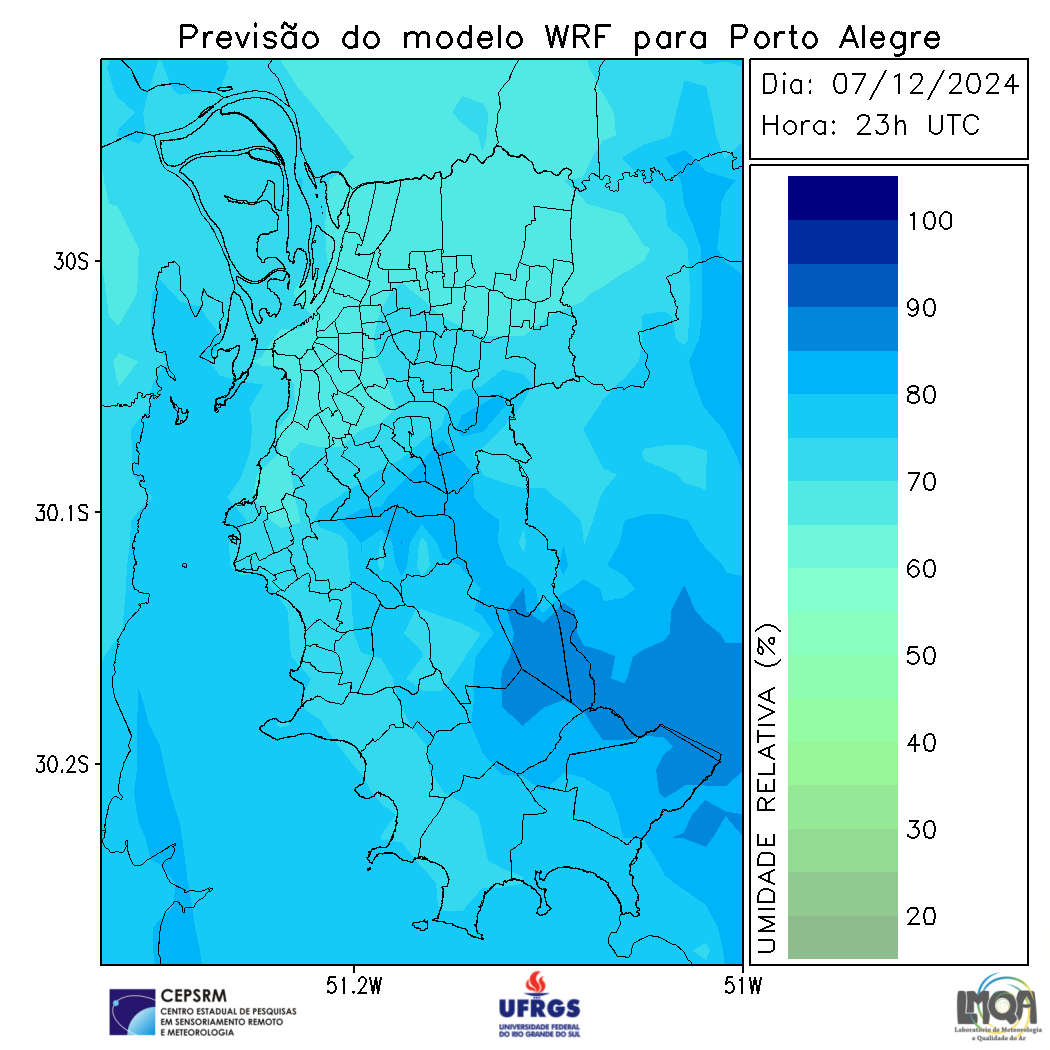 Previsão do modelo WRF para Porto Alegre
Dia: 07/12/2024
Hora: 23h UTC
100
90
80
70
60
50
40
30
20
UMIDADE RELATIVA (%)
30S
30.1S
30.2S
51.2W
51W
CEPSRM
CENTRO ESTADUAL DE PESQUISAS
EM SENSORIAMENTO REMOTO
E METEOROLOGIA
UFRGS
UNIVERSIDADE FEDERAL
DO RIO GRANDE DO SUL
LMQA
Laboratório de Meteorologia
e Qualidade do Ar